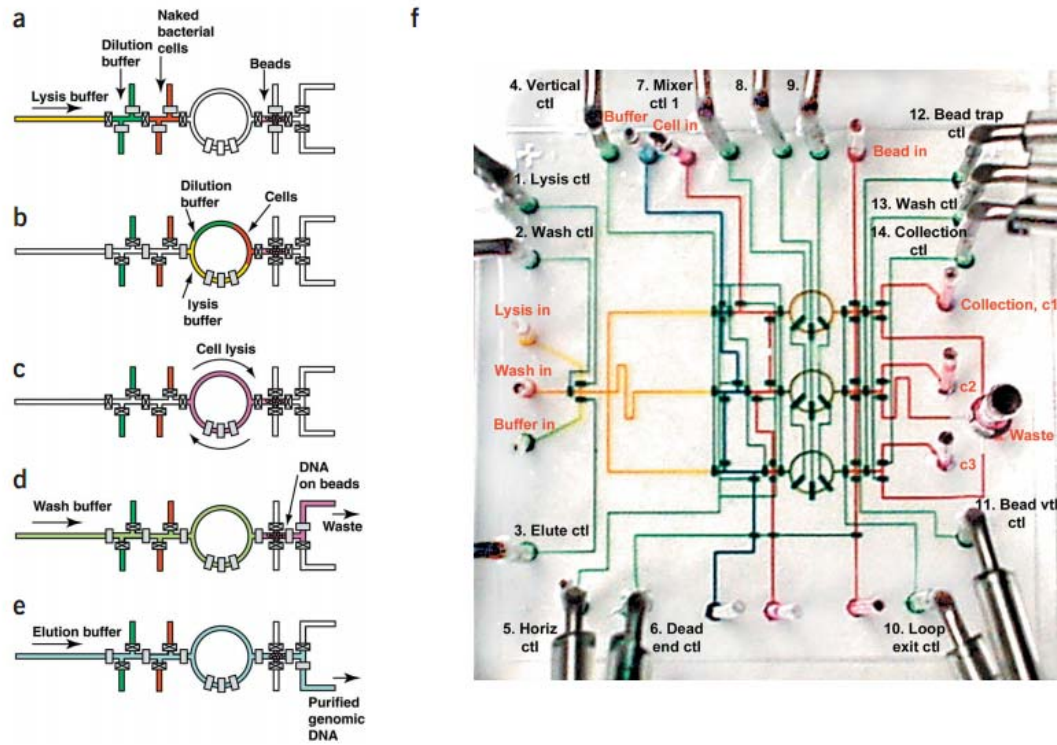 a
Naked
bacterial
cells
Dilution
buffer
Beads
Lysis buffer
b
Dilution
buffer
Cells
lysis
buffer
c
Cell lysis
d
DNA
on beads
Wash buffer
Waste
e
Elution buffer
Purified
genomic
DNA
f
4. Vertical
ctl
7. Mixer
ctl 1
8.
9.
Buffer
Cell in
12. Bead trap
ctl
Bead in
1. Lysis ctl
13. Wash ctl
2. Wash ctl
14. Collection
ctl
Lysis in
Collection, c1
Wash in
c2
Buffer in
Waste
c3
3. Elute ctl
11. Bead vtl
ctl
5. Horiz
ctl
6. Dead
end ctl
10. Loop
exit ctl